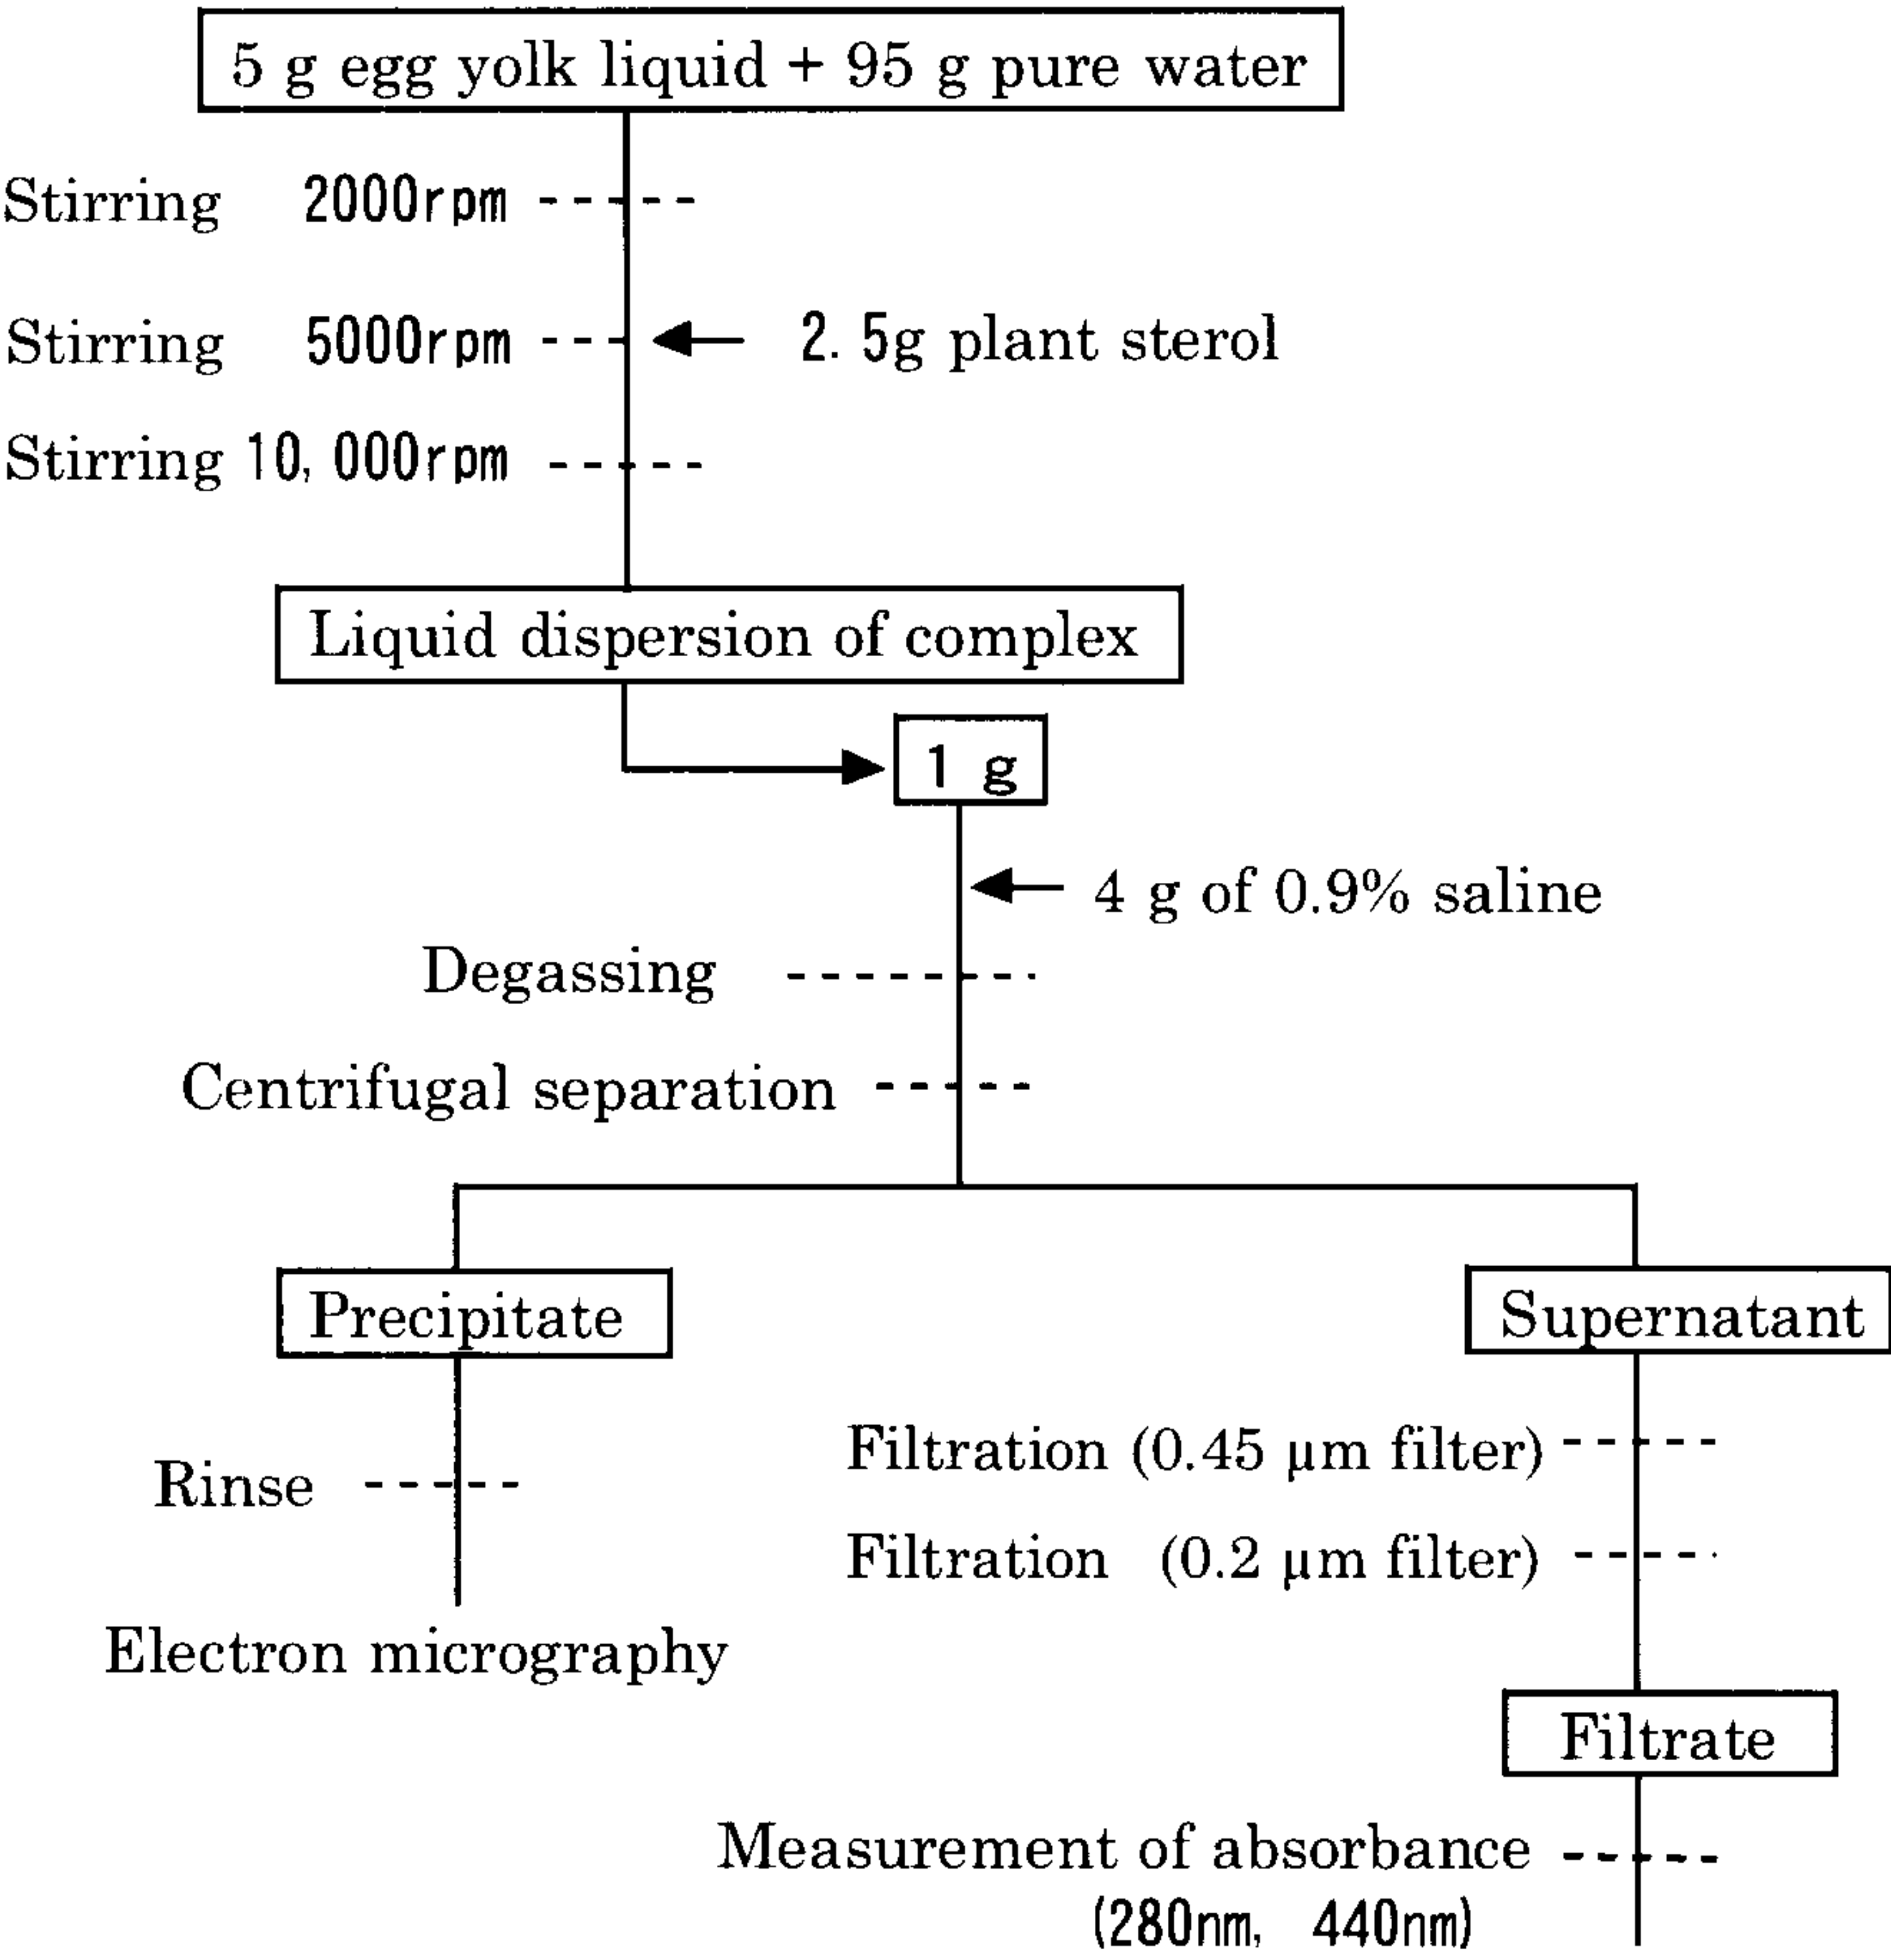 5 g egg yolk liquid + 95 g pure water
Stirring 2000rpm
Stirring 5000rpm 2.5g plant sterol
Stirring 10,000rpm
Liquid dispersion of complex
1 g
4 g of 0.9% saline
Degassing
Centrifugal separation
Precipitate Supernatant
Filtration (0.45 μm filter)
Rinse
Filtration (0.2 μm filter)
Electron micrography
Filtrate
Measurement of absorbance
(280nm, 440nm)